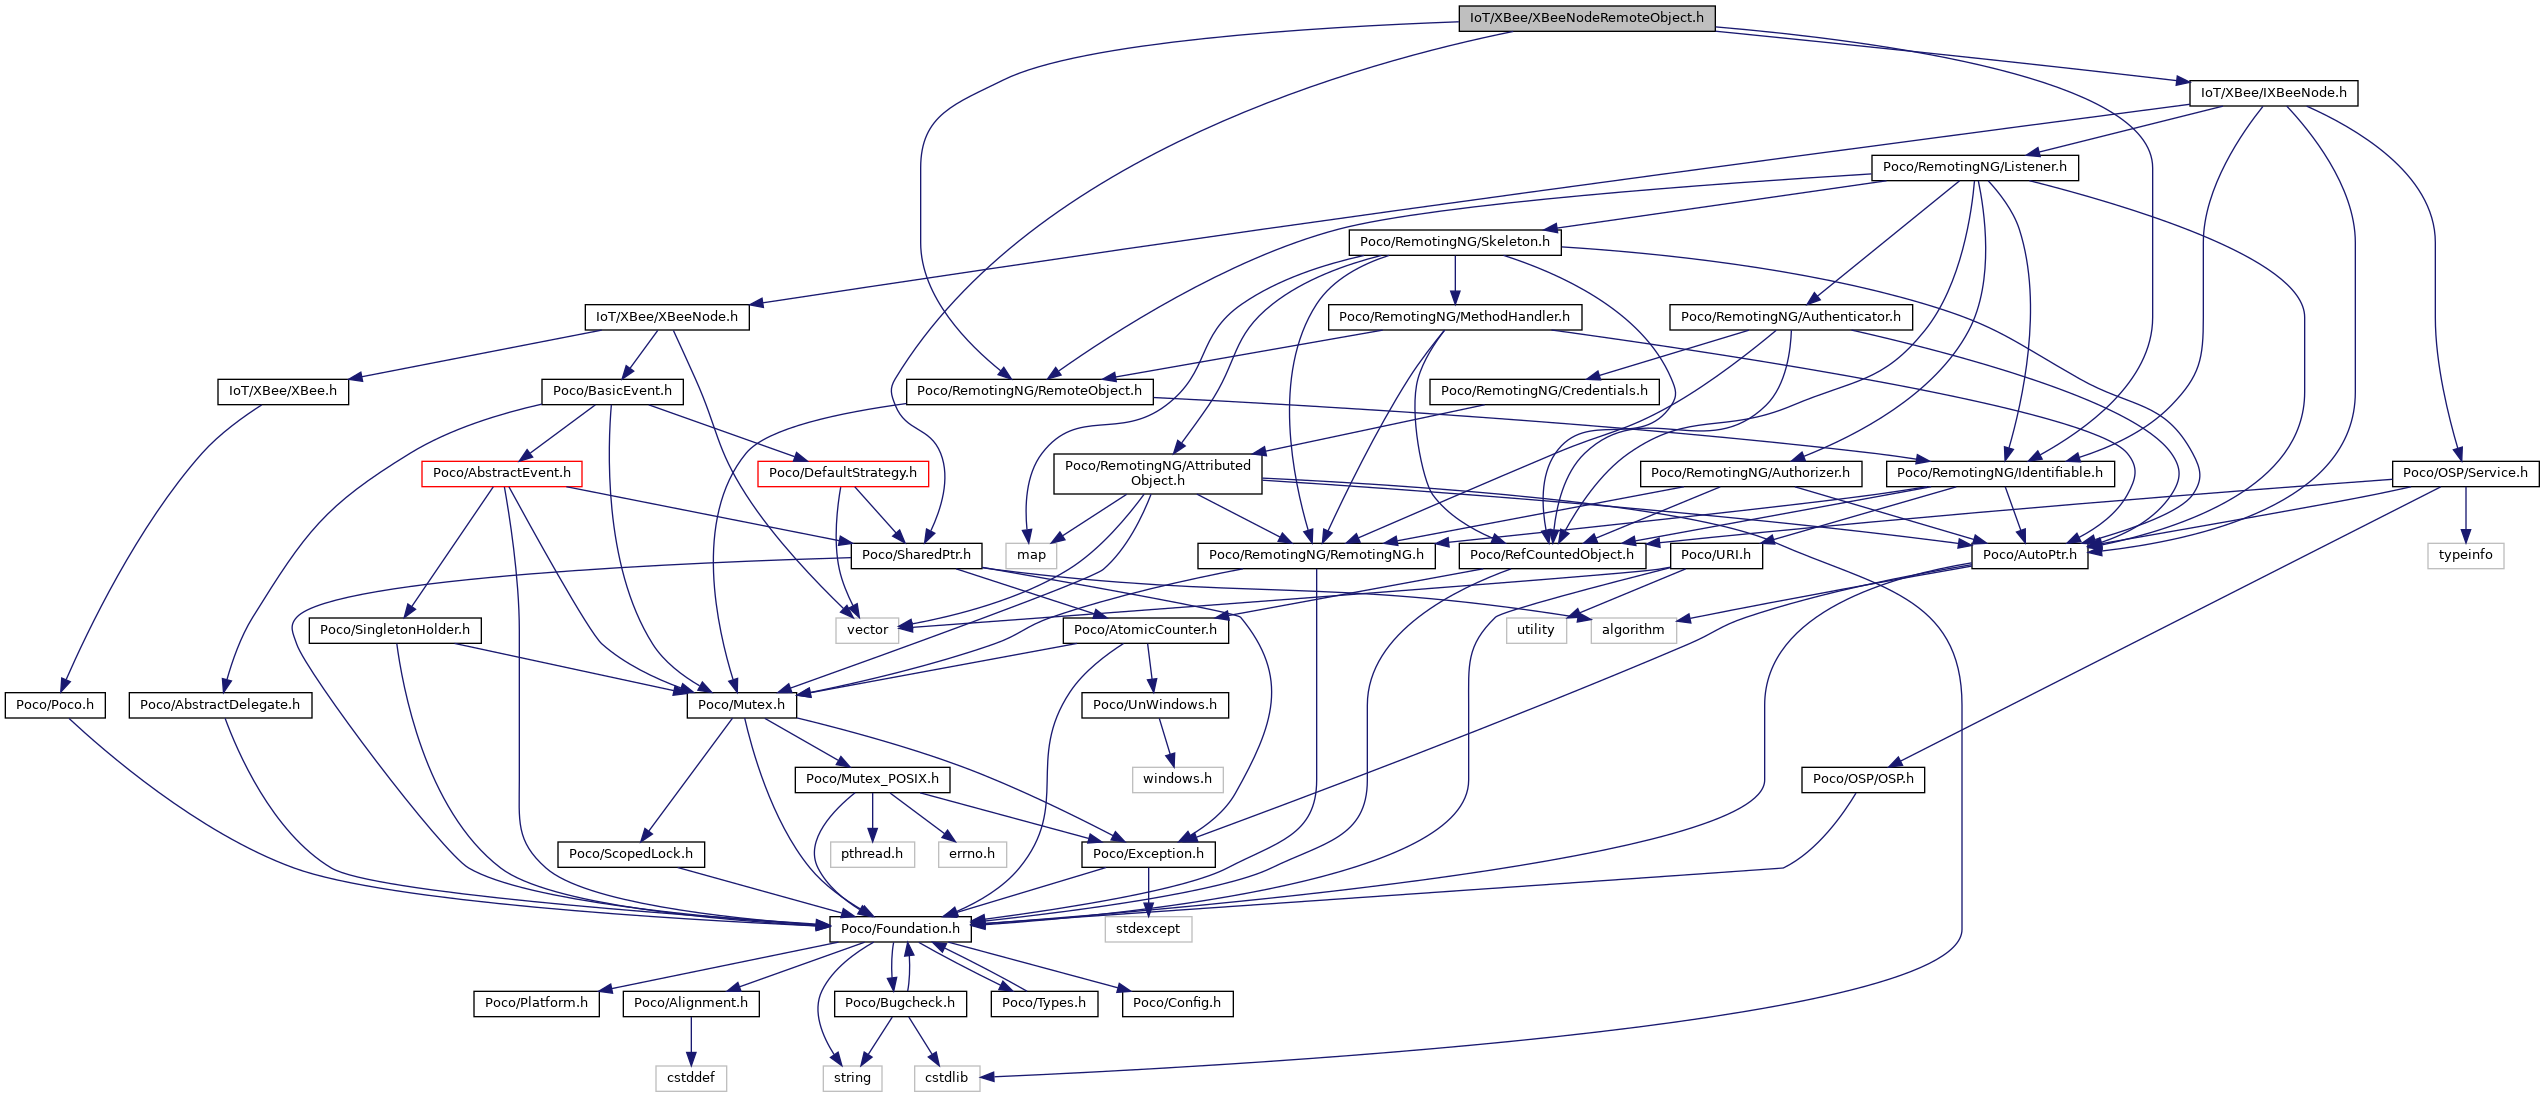 IoT/XBee/XBeeNodeRemoteObject.h
IoT/XBee/IXBeeNode.h
Poco/RemotingNG/Listener.h
Poco/RemotingNG/Skeleton.h
IoT/XBee/XBeeNode.h
Poco/RemotingNG/MethodHandler.h
Poco/RemotingNG/Authenticator.h
IoT/XBee/XBee.h
Poco/BasicEvent.h
Poco/RemotingNG/RemoteObject.h
Poco/RemotingNG/Credentials.h
Poco/AbstractEvent.h
Poco/DefaultStrategy.h
Poco/RemotingNG/Attributed
Object.h
Poco/RemotingNG/Authorizer.h
Poco/RemotingNG/Identifiable.h
Poco/OSP/Service.h
Poco/SharedPtr.h
map
Poco/RemotingNG/RemotingNG.h
Poco/RefCountedObject.h
Poco/URI.h
Poco/AutoPtr.h
typeinfo
Poco/SingletonHolder.h
vector
Poco/AtomicCounter.h
utility
algorithm
Poco/Poco.h
Poco/AbstractDelegate.h
Poco/Mutex.h
Poco/UnWindows.h
Poco/Mutex_POSIX.h
windows.h
Poco/OSP/OSP.h
Poco/ScopedLock.h
pthread.h
errno.h
Poco/Exception.h
Poco/Foundation.h
stdexcept
Poco/Platform.h
Poco/Alignment.h
Poco/Bugcheck.h
Poco/Types.h
Poco/Config.h
cstddef
string
cstdlib